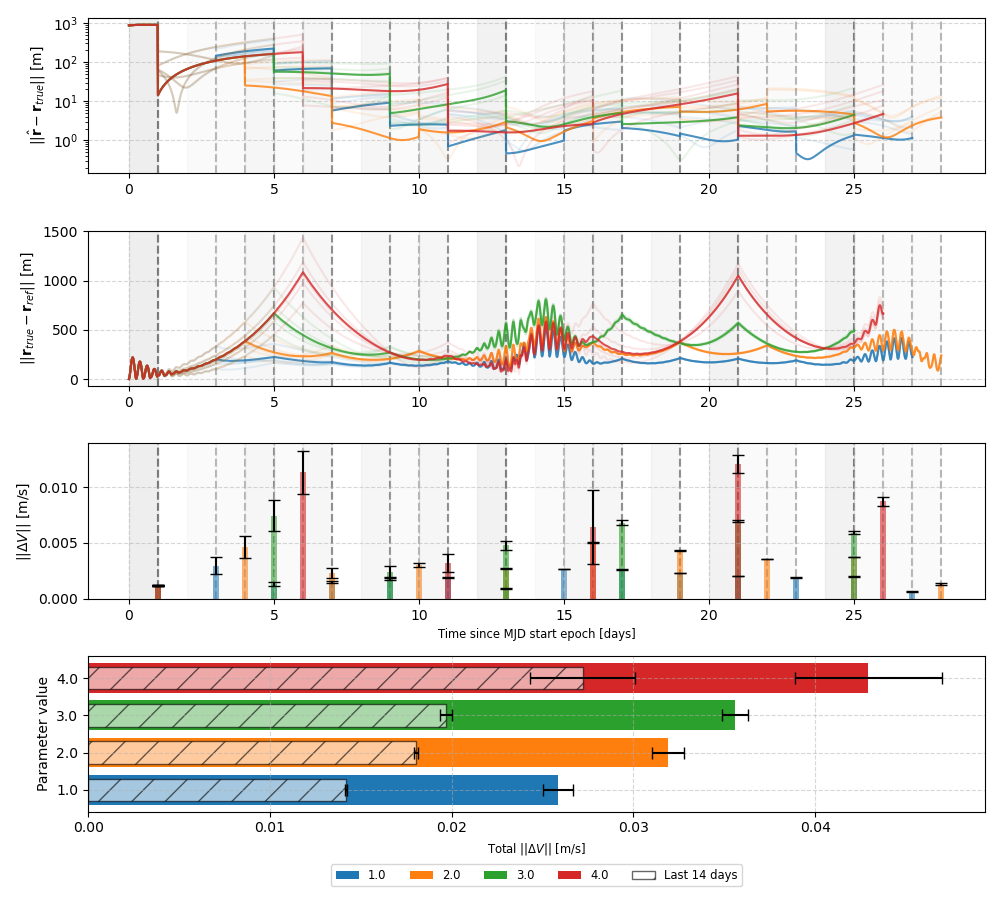 ||r̂ − r_true|| [m]
10³
10²
10¹
10⁰
0 5 10 15 20 25
||r_true − r_ref|| [m]
1500
1000
500
0
0 5 10 15 20 25
||ΔV|| [m/s]
0.010
0.005
0.000
0 5 10 15 20 25
Time since MJD start epoch [days]
Parameter value
4.0
3.0
2.0
1.0
0.00 0.01 0.02 0.03 0.04
Total ||ΔV|| [m/s]
1.0 2.0 3.0 4.0 Last 14 days